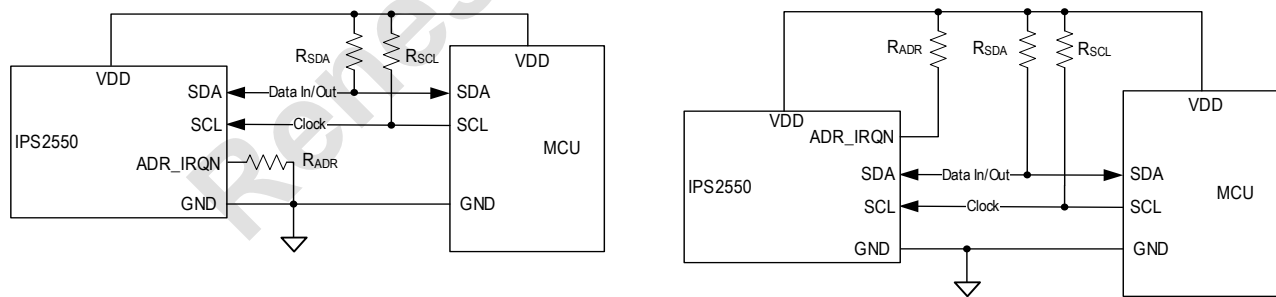 Renes
VDD
RSDA
RSCL
VDD
SDA
Data In/Out
SDA
SCL
Clock
SCL
IPS2550
MCU
ADR_IRQN
RADR
GND
GND
RADR
RSDA
RSCL
VDD
VDD
ADR_IRQN
SDA
Data In/Out
SDA
IPS2550
MCU
SCL
Clock
SCL
GND
GND